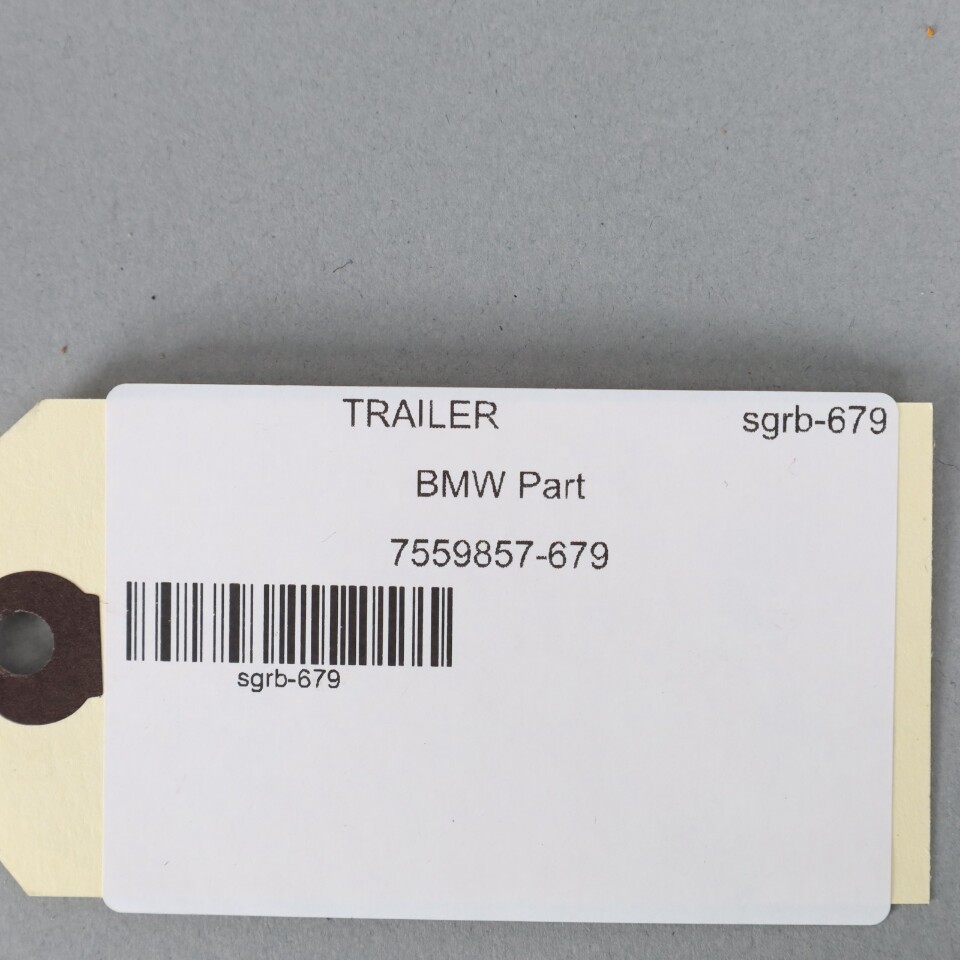 TRAILER sgrb-679
BMW Part
7559857-679
sgrb-679